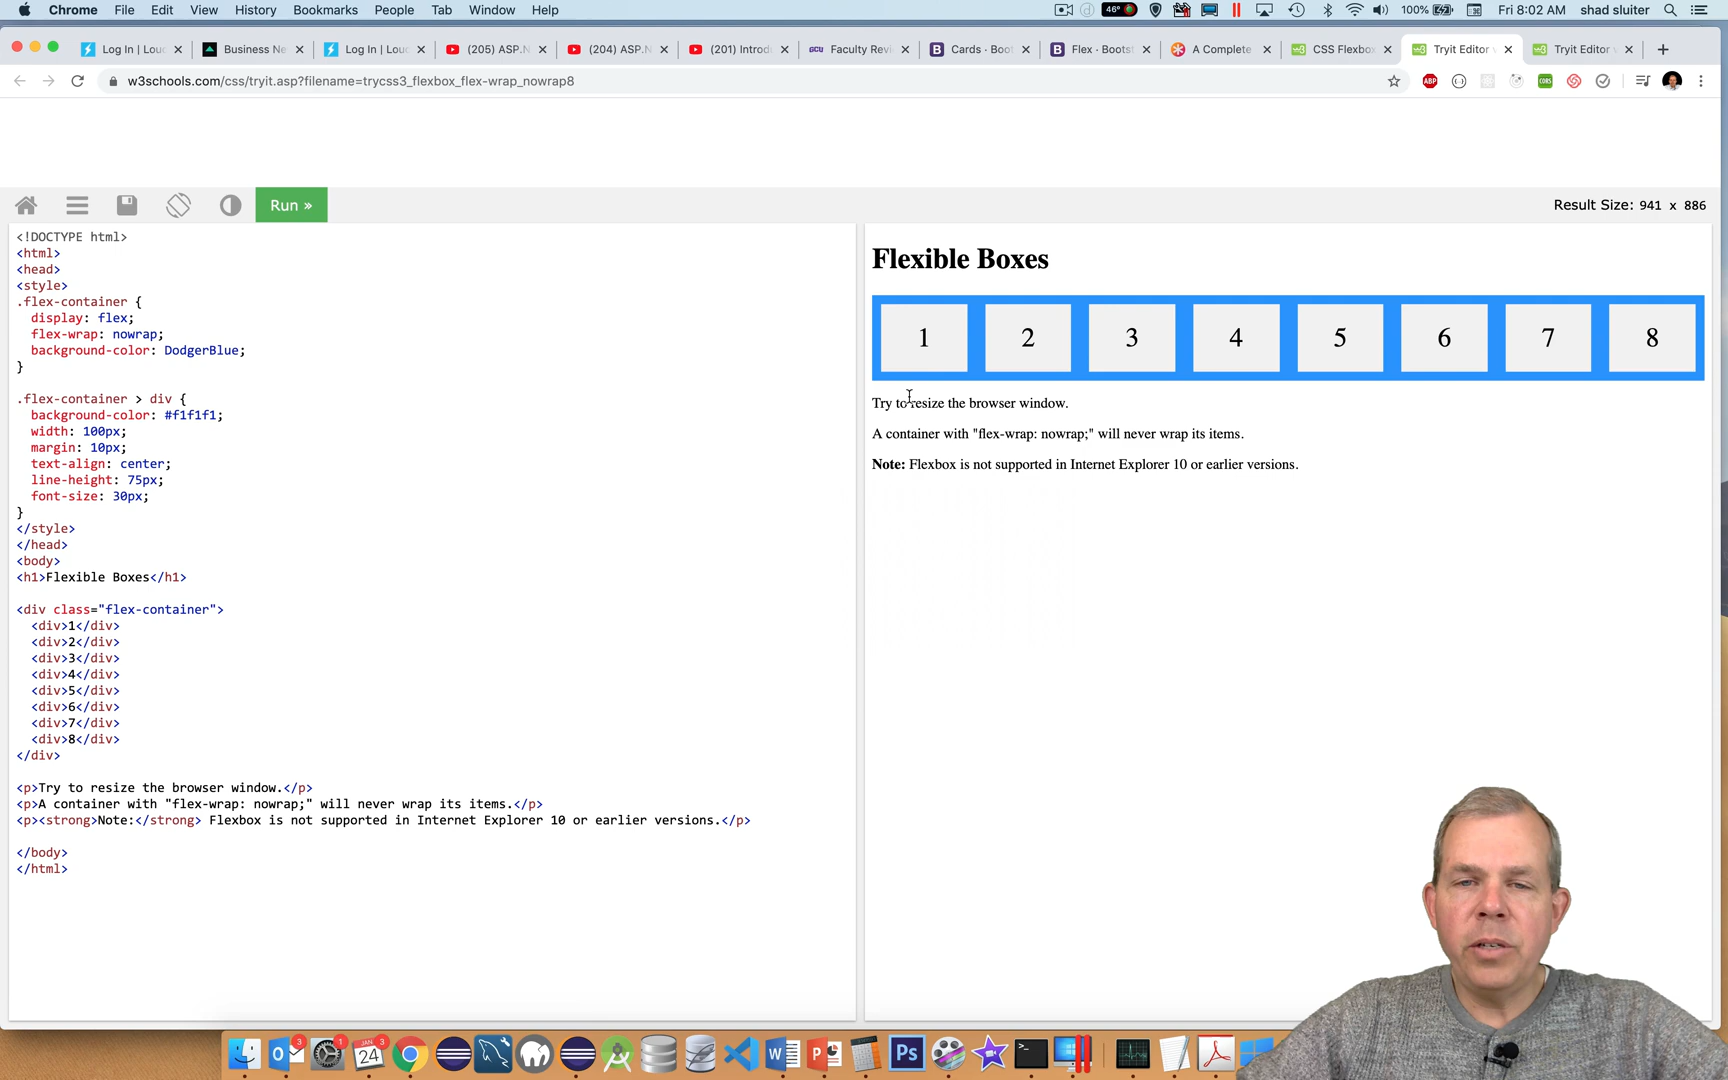 Chrome File Edit View History Bookmarks People Tab Window Help 46° 100% Fri 8:02 AM shad sluiter
Log In | Louc Business Ne Log In | Louc (205) ASP.N (204) ASP.N (201) Introdu Faculty Revi Cards · Boot Flex · Bootst A Complete CSS Flexbox Tryit Editor v Tryit Editor v
w3schools.com/css/tryit.asp?filename=trycss3_flexbox_flex-wrap_nowrap8
Run »
Result Size: 941 x 886
<!DOCTYPE html>
<html>
<head>
<style>
.flex-container {
  display: flex;
  flex-wrap: nowrap;
  background-color: DodgerBlue;
}
.flex-container > div {
  background-color: #f1f1f1;
  width: 100px;
  margin: 10px;
  text-align: center;
  line-height: 75px;
  font-size: 30px;
}
</style>
</head>
<body>
<h1>Flexible Boxes</h1>
<div class="flex-container">
  <div>1</div>
  <div>2</div>
  <div>3</div>
  <div>4</div>
  <div>5</div>
  <div>6</div>
  <div>7</div>
  <div>8</div>
</div>
<p>Try to resize the browser window.</p>
<p>A container with "flex-wrap: nowrap;" will never wrap its items.</p>
<p><strong>Note:</strong> Flexbox is not supported in Internet Explorer 10 or earlier versions.</p>
</body>
</html>
Flexible Boxes
1 2 3 4 5 6 7 8
Try to resize the browser window.
A container with "flex-wrap: nowrap;" will never wrap its items.
Note: Flexbox is not supported in Internet Explorer 10 or earlier versions.